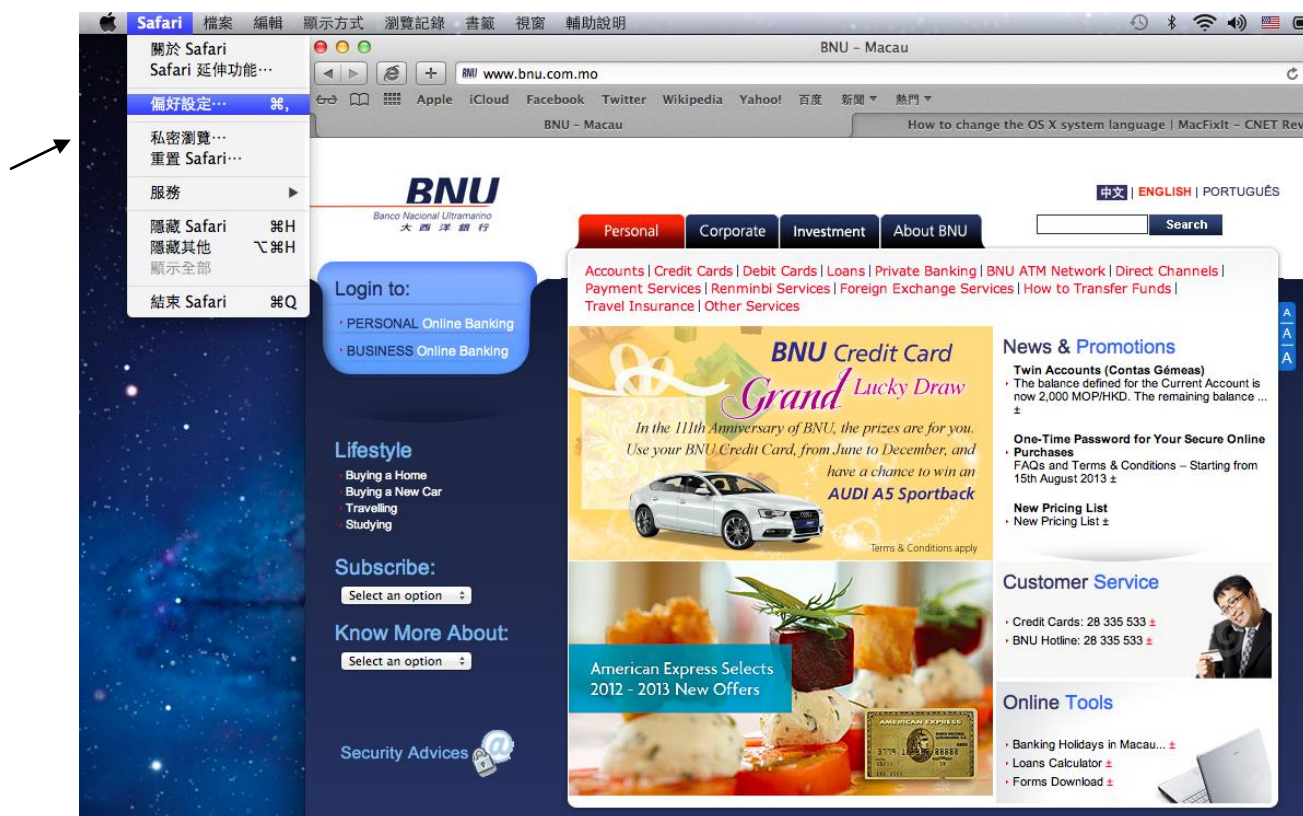 Safari 檔案 編輯 顯示方式 瀏覽記錄 書籤 視窗 輔助說明
關於 Safari
Safari 延伸功能…
偏好設定… ⌘,
私密瀏覽…
重置 Safari…
服務 ▶
隱藏 Safari ⌘H
隱藏其他 ⌥⌘H
顯示全部
結束 Safari ⌘Q
BNU – Macau
BNU www.bnu.com.mo
Apple iCloud Facebook Twitter Wikipedia Yahoo! 百度 新聞 ▼ 熱門 ▼
BNU – Macau
How to change the OS X system language | MacFixIt – CNET Rev
BNU
Banco Nacional Ultramarino
大西洋銀行
中文 | ENGLISH | PORTUGUÊS
Search
Personal
Corporate
Investment
About BNU
Accounts | Credit Cards | Debit Cards | Loans | Private Banking | BNU ATM Network | Direct Channels |
Payment Services | Renminbi Services | Foreign Exchange Services | How to Transfer Funds |
Travel Insurance | Other Services
Login to:
PERSONAL Online Banking
BUSINESS Online Banking
Lifestyle
Buying a Home
Buying a New Car
Travelling
Studying
Subscribe:
Select an option
Know More About:
Select an option
Security Advices
BNU Credit Card
Grand Lucky Draw
In the 111th Anniversary of BNU, the prizes are for you.
Use your BNU Credit Card, from June to December, and
have a chance to win an
AUDI A5 Sportback
Terms & Conditions apply
American Express Selects
2012 - 2013 New Offers
AMERICAN EXPRESS
News & Promotions
Twin Accounts (Contas Gémeas)
The balance defined for the Current Account is
now 2,000 MOP/HKD. The remaining balance ...
±
One-Time Password for Your Secure Online
Purchases
FAQs and Terms & Conditions – Starting from
15th August 2013 ±
New Pricing List
New Pricing List ±
A
A
A
Customer Service
Credit Cards: 28 335 533 ±
BNU Hotline: 28 335 533 ±
Online Tools
Banking Holidays in Macau... ±
Loans Calculator ±
Forms Download ±